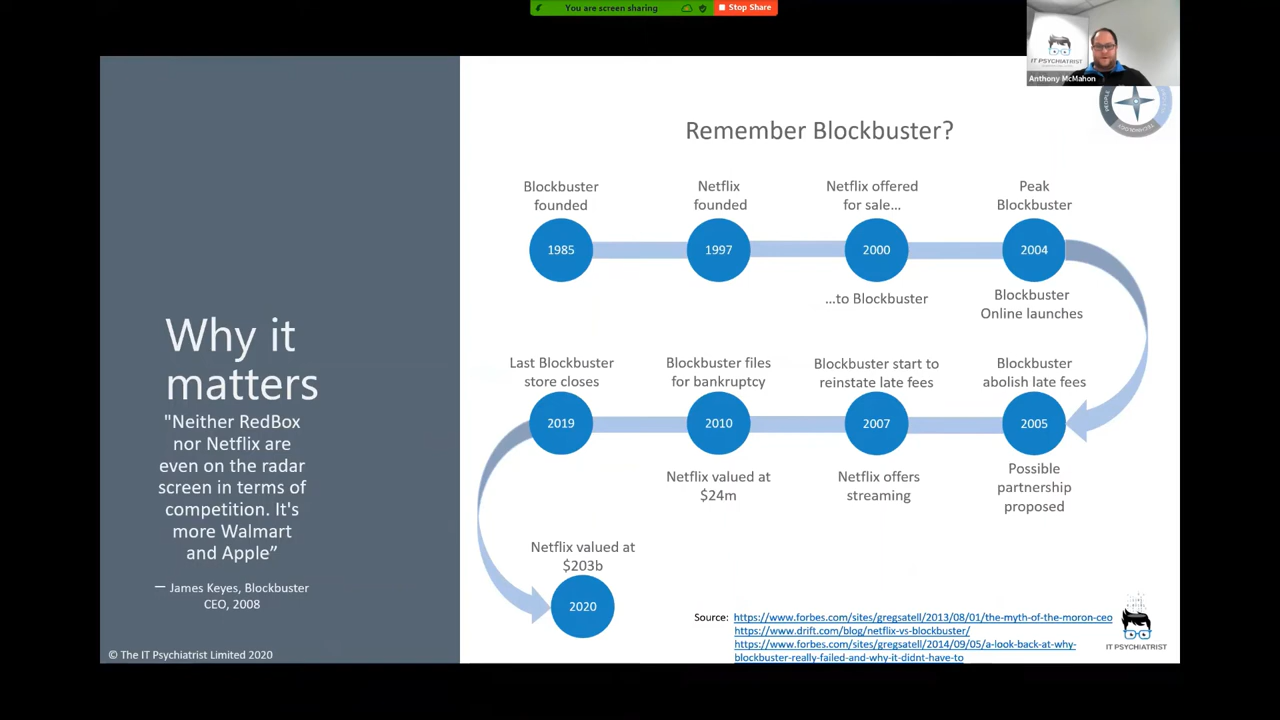 You are screen sharing
Stop Share
IT PSYCHIATRIST
Anthony McMahon
PEOPLE
Remember Blockbuster?
Blockbuster
founded
1985
Netflix
founded
1997
Netflix offered
for sale...
2000
...to Blockbuster
Peak
Blockbuster
2004
Blockbuster
Online launches
Blockbuster
abolish late fees
2005
Possible
partnership
proposed
Blockbuster start to
reinstate late fees
2007
Netflix offers
streaming
Blockbuster files
for bankruptcy
2010
Netflix valued at
$24m
Last Blockbuster
store closes
2019
Netflix valued at
$203b
2020
Why it
matters
"Neither RedBox
nor Netflix are
even on the radar
screen in terms of
competition. It's
more Walmart
and Apple”
— James Keyes, Blockbuster
CEO, 2008
Source: https://www.forbes.com/sites/gregsatell/2013/08/01/the-myth-of-the-moron-ceo
https://www.drift.com/blog/netflix-vs-blockbuster/
https://www.forbes.com/sites/gregsatell/2014/09/05/a-look-back-at-why-
blockbuster-really-failed-and-why-it-didnt-have-to
IT PSYCHIATRIST
© The IT Psychiatrist Limited 2020